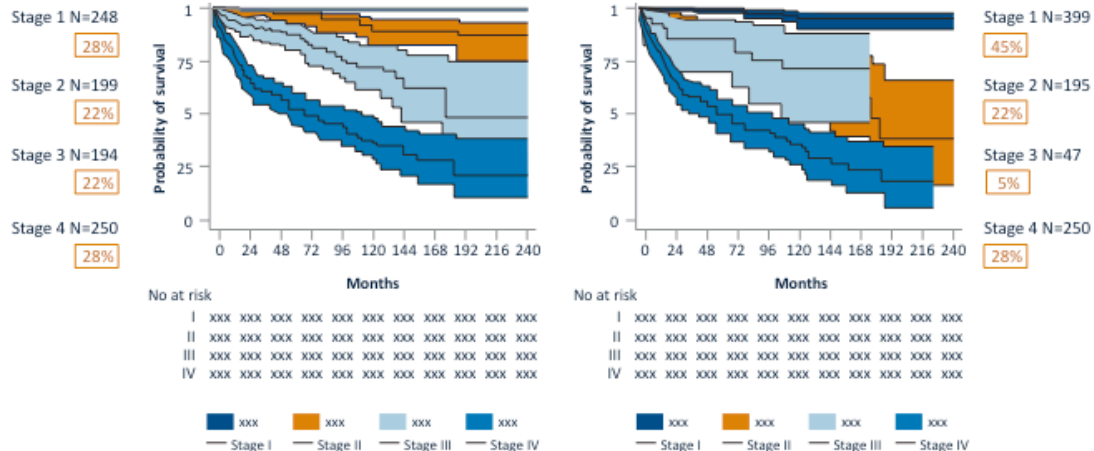 Stage 1 N=248
28%
Stage 2 N=199
22%
Stage 3 N=194
22%
Stage 4 N=250
28%
Probability of survival
1
75
5
25
0
0 24 48 72 96 120 144 168 192 216 240
Months
No at risk
I xxx xxx xxx xxx xxx xxx xxx xxx xxx xxx xxx
II xxx xxx xxx xxx xxx xxx xxx xxx xxx xxx xxx
III xxx xxx xxx xxx xxx xxx xxx xxx xxx xxx xxx
IV xxx xxx xxx xxx xxx xxx xxx xxx xxx xxx xxx
xxx xxx xxx xxx
Stage I Stage II Stage III Stage IV
Probability of survival
1
75
5
25
0
0 24 48 72 96 120 144 168 192 216 240
Months
No at risk
I xxx xxx xxx xxx xxx xxx xxx xxx xxx xxx xxx
II xxx xxx xxx xxx xxx xxx xxx xxx xxx xxx xxx
III xxx xxx xxx xxx xxx xxx xxx xxx xxx xxx xxx
IV xxx xxx xxx xxx xxx xxx xxx xxx xxx xxx xxx
xxx xxx xxx xxx
Stage I Stage II Stage III Stage IV
Stage 1 N=399
45%
Stage 2 N=195
22%
Stage 3 N=47
5%
Stage 4 N=250
28%